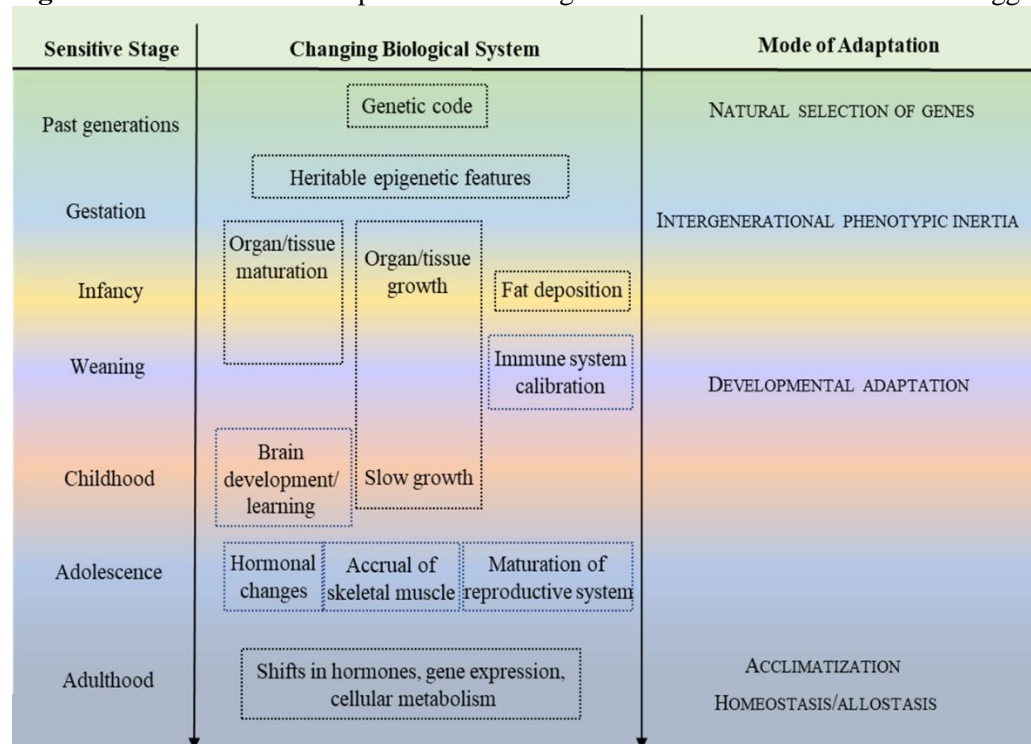 Sensitive Stage
Changing Biological System
Mode of Adaptation
Past generations
Genetic code
NATURAL SELECTION OF GENES
Heritable epigenetic features
Gestation
INTERGENERATIONAL PHENOTYPIC INERTIA
Organ/tissue
maturation
Organ/tissue
growth
Infancy
Fat deposition
Weaning
Immune system
calibration
DEVELOPMENTAL ADAPTATION
Childhood
Brain
development/
learning
Slow growth
Adolescence
Hormonal
changes
Accrual of
skeletal muscle
Maturation of
reproductive system
Adulthood
Shifts in hormones, gene expression,
cellular metabolism
ACCLIMATIZATION
HOMEOSTASIS/ALLOSTASIS